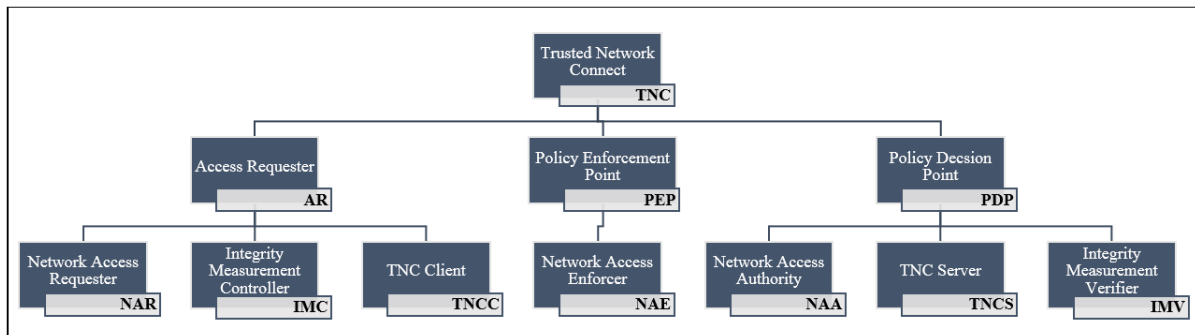 Trusted Network
Connect
TNC
Access Requester
AR
Policy Enforcement
Point
PEP
Policy Decsion
Point
PDP
Network Access
Requester
NAR
Integrity
Measurement
Controller
IMC
TNC Client
TNCC
Network Access
Enforcer
NAE
Network Access
Authority
NAA
TNC Server
TNCS
Integrity
Measurement
Verifier
IMV